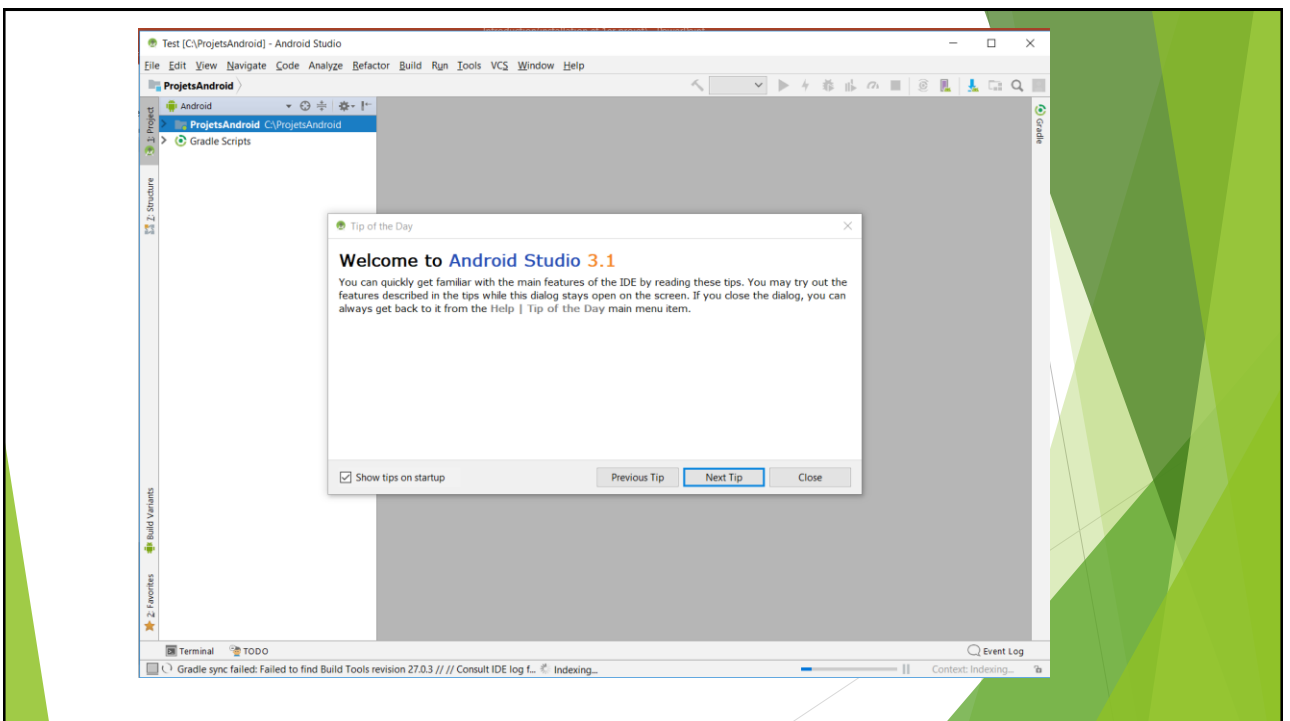 Test [C:\ProjetsAndroid] - Android Studio
File Edit View Navigate Code Analyze Refactor Build Run Tools VCS Window Help
ProjetsAndroid
Android
1: Project
ProjetsAndroid C:\ProjetsAndroid
Gradle Scripts
Gradle
Z: Structure
Tip of the Day
Welcome to Android Studio 3.1
You can quickly get familiar with the main features of the IDE by reading these tips. You may try out the
features described in the tips while this dialog stays open on the screen. If you close the dialog, you can
always get back to it from the Help | Tip of the Day main menu item.
Show tips on startup
Previous Tip Next Tip Close
Build Variants
2: Favorites
Terminal TODO Event Log
Gradle sync failed: Failed to find Build Tools revision 27.0.3 // // Consult IDE log f... Indexing... Context: Indexing...